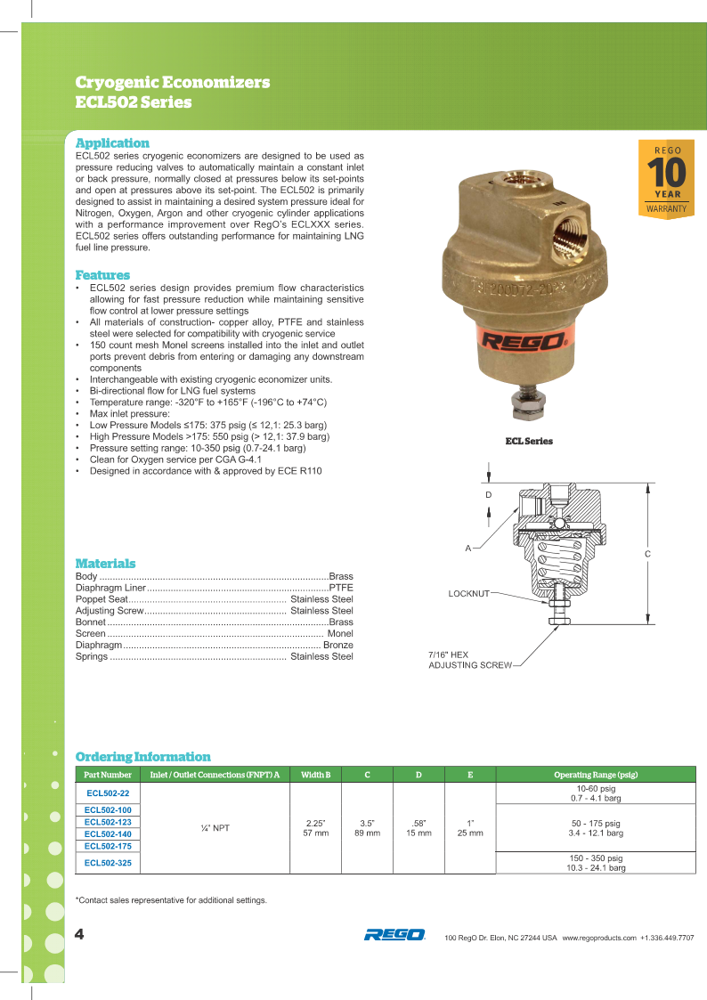 Cryogenic Economizers
ECL502 Series
Application
ECL502 series cryogenic economizers are designed to be used as
pressure reducing valves to automatically maintain a constant inlet
or back pressure, normally closed at pressures below its set-points
and open at pressures above its set-point. The ECL502 is primarily
designed to assist in maintaining a desired system pressure ideal for
Nitrogen, Oxygen, Argon and other cryogenic cylinder applications
with a performance improvement over RegO's ECLXXX series.
ECL502 series offers outstanding performance for maintaining LNG
fuel line pressure.
Features
• ECL502 series design provides premium flow characteristics
allowing for fast pressure reduction while maintaining sensitive
flow control at lower pressure settings
• All materials of construction- copper alloy, PTFE and stainless
steel were selected for compatibility with cryogenic service
• 150 count mesh Monel screens installed into the inlet and outlet
ports prevent debris from entering or damaging any downstream
components
• Interchangeable with existing cryogenic economizer units.
• Bi-directional flow for LNG fuel systems
• Temperature range: -320°F to +165°F (-196°C to +74°C)
• Max inlet pressure:
• Low Pressure Models ≤175: 375 psig (≤ 12,1: 25.3 barg)
• High Pressure Models >175: 550 psig (> 12,1: 37.9 barg)
• Pressure setting range: 10-350 psig (0.7-24.1 barg)
• Clean for Oxygen service per CGA G-4.1
• Designed in accordance with & approved by ECE R110
Materials
Body ....................................................................................... Brass
Diaphragm Liner..................................................................... PTFE
Poppet Seat............................................................ Stainless Steel
Adjusting Screw...................................................... Stainless Steel
Bonnet .................................................................................... Brass
Screen .................................................................................. Monel
Diaphragm........................................................................... Bronze
Springs ................................................................... Stainless Steel
REGO
10
YEAR
WARRANTY
IN
REGO
ECL Series
D
A
C
LOCKNUT
7/16" HEX
ADJUSTING SCREW
Ordering Information
Part Number Inlet / Outlet Connections (FNPT) A Width B C D E Operating Range (psig)
ECL502-22 10-60 psig
0.7 - 4.1 barg
ECL502-100
ECL502-123
ECL502-140
ECL502-175
¼" NPT 2.25" 3.5" .58" 1" 50 - 175 psig
57 mm 89 mm 15 mm 25 mm 3.4 - 12.1 barg
ECL502-325 150 - 350 psig
10.3 - 24.1 barg
*Contact sales representative for additional settings.
4
REGO
100 RegO Dr. Elon, NC 27244 USA www.regoproducts.com +1.336.449.7707